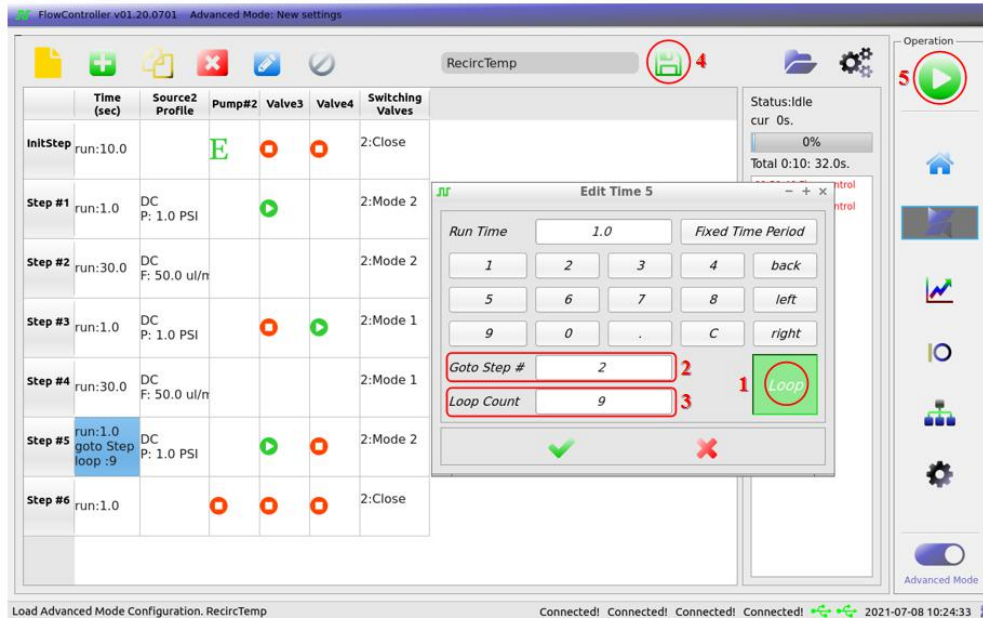 FlowController v01.20.0701 Advanced Mode: New settings
Operation
RecircTemp
4
5
Time (sec) Source2 Profile Pump#2 Valve3 Valve4 Switching Valves
InitStep run:10.0 E 2:Close
Step #1 run:1.0 DC P: 1.0 PSI 2:Mode 2
Step #2 run:30.0 DC F: 50.0 ul/m 2:Mode 2
Step #3 run:1.0 DC P: 1.0 PSI 2:Mode 1
Step #4 run:30.0 DC F: 50.0 ul/m 2:Mode 1
Step #5 run:1.0 goto Step loop :9 DC P: 1.0 PSI 2:Mode 2
Step #6 run:1.0 2:Close
Status:Idle
cur 0s.
0%
Total 0:10: 32.0s.
ntrol
ntrol
Edit Time 5
Run Time 1.0 Fixed Time Period
1 2 3 4 back
5 6 7 8 left
9 0 . C right
Goto Step # 2 2
Loop Count 9 3
1 Loop
Advanced Mode
Load Advanced Mode Configuration. RecircTemp Connected! Connected! Connected! Connected! 2021-07-08 10:24:33